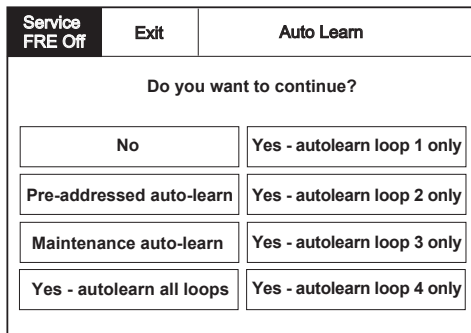 Service
FRE Off
Exit
Auto Learn
Do you want to continue?
No
Yes - autolearn loop 1 only
Pre-addressed auto-learn
Yes - autolearn loop 2 only
Maintenance auto-learn
Yes - autolearn loop 3 only
Yes - autolearn all loops
Yes - autolearn loop 4 only